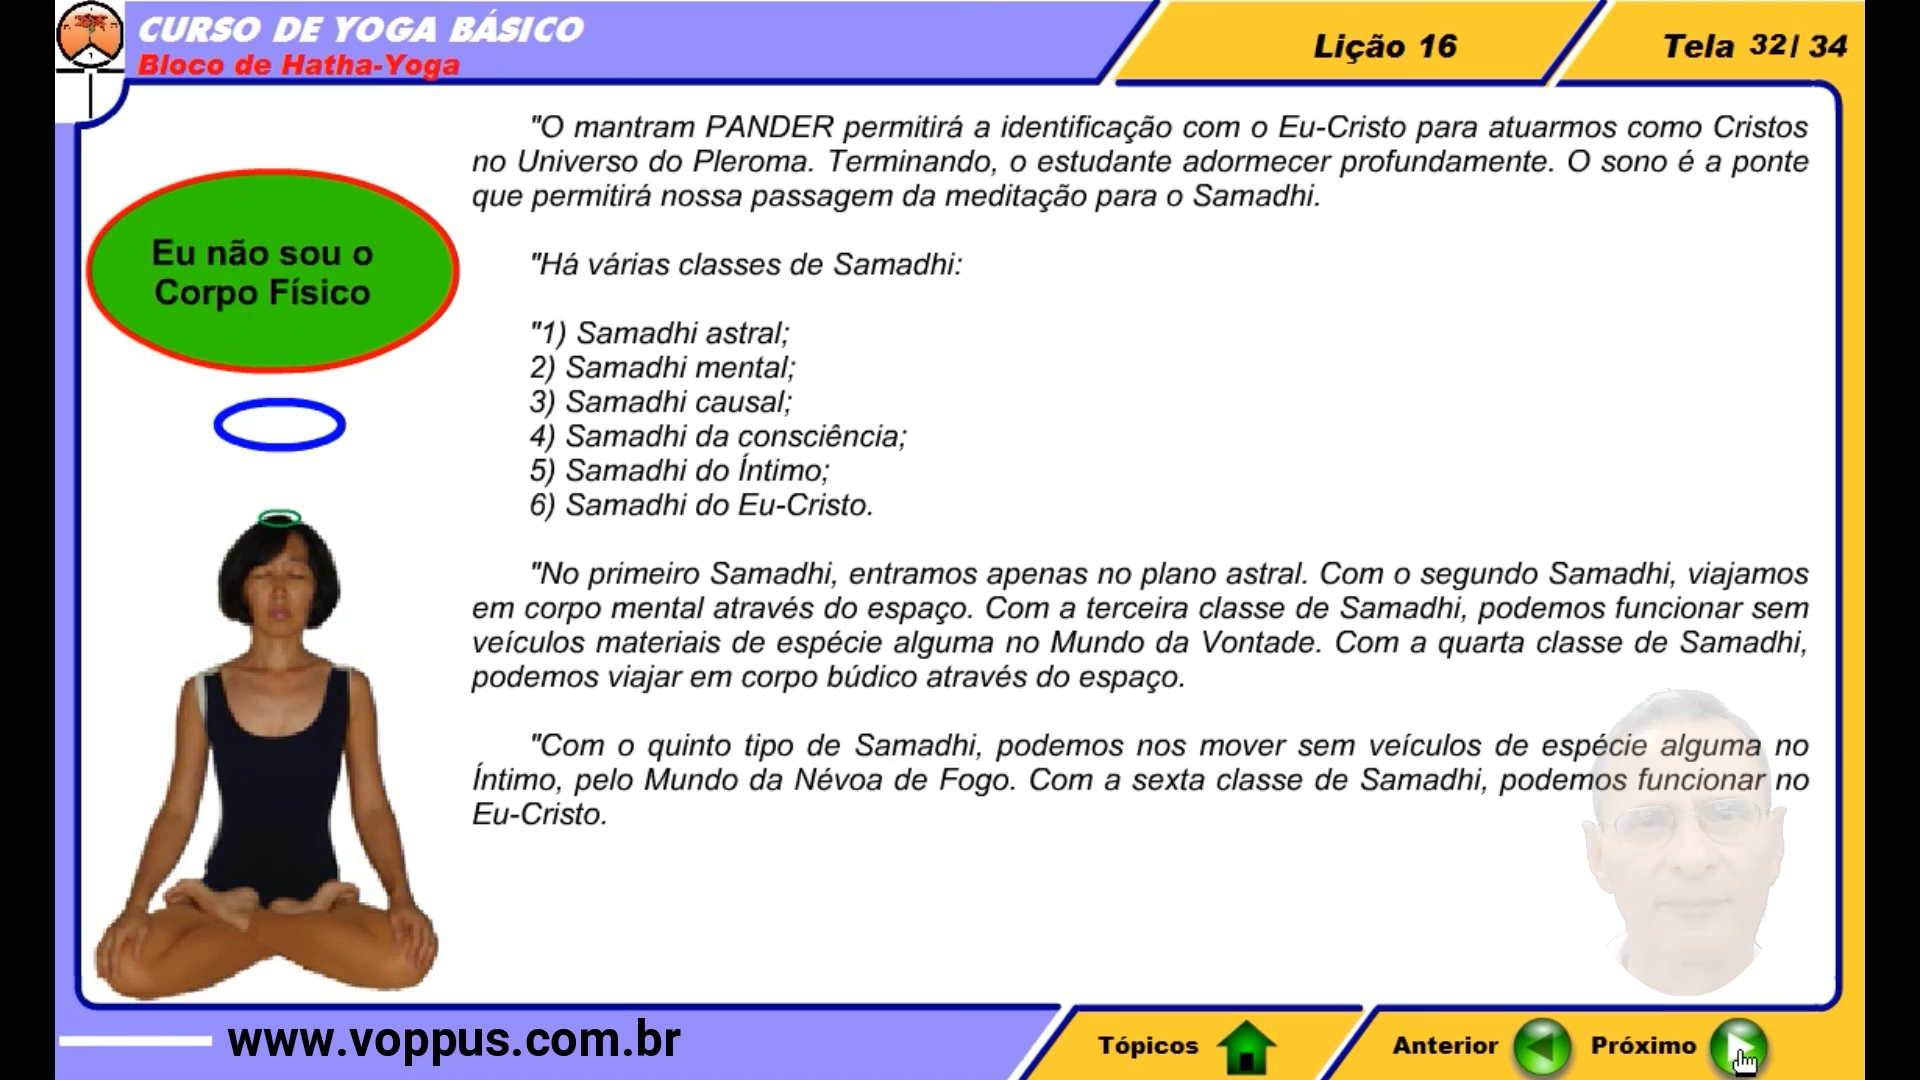 CURSO DE YOGA BÁSICO
Bloco de Hatha-Yoga
Lição 16
Tela 32/ 34
Eu não sou o
Corpo Físico
"O mantram PANDER permitirá a identificação com o Eu-Cristo para atuarmos como Cristos
no Universo do Pleroma. Terminando, o estudante adormecer profundamente. O sono é a ponte
que permitirá nossa passagem da meditação para o Samadhi.
"Há várias classes de Samadhi:
"1) Samadhi astral;
2) Samadhi mental;
3) Samadhi causal;
4) Samadhi da consciência;
5) Samadhi do Íntimo;
6) Samadhi do Eu-Cristo.
"No primeiro Samadhi, entramos apenas no plano astral. Com o segundo Samadhi, viajamos
em corpo mental através do espaço. Com a terceira classe de Samadhi, podemos funcionar sem
veículos materiais de espécie alguma no Mundo da Vontade. Com a quarta classe de Samadhi,
podemos viajar em corpo búdico através do espaço.
"Com o quinto tipo de Samadhi, podemos nos mover sem veículos de espécie alguma no
Íntimo, pelo Mundo da Névoa de Fogo. Com a sexta classe de Samadhi, podemos funcionar no
Eu-Cristo.
www.voppus.com.br
Tópicos
Anterior
Próximo